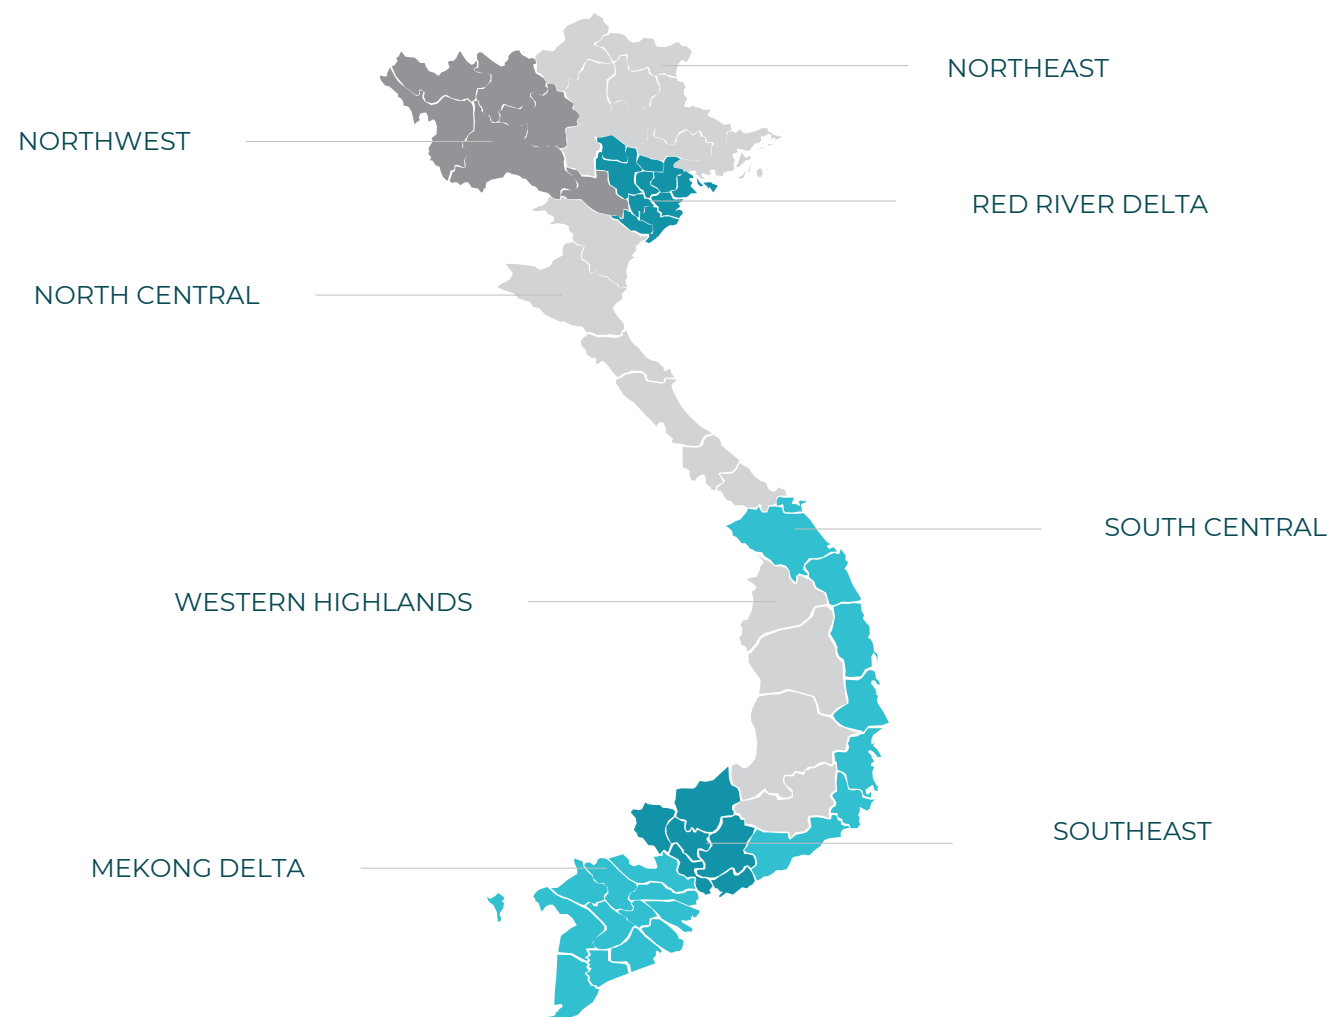 NORTHEAST
NORTHWEST
RED RIVER DELTA
NORTH CENTRAL
SOUTH CENTRAL
WESTERN HIGHLANDS
SOUTHEAST
MEKONG DELTA